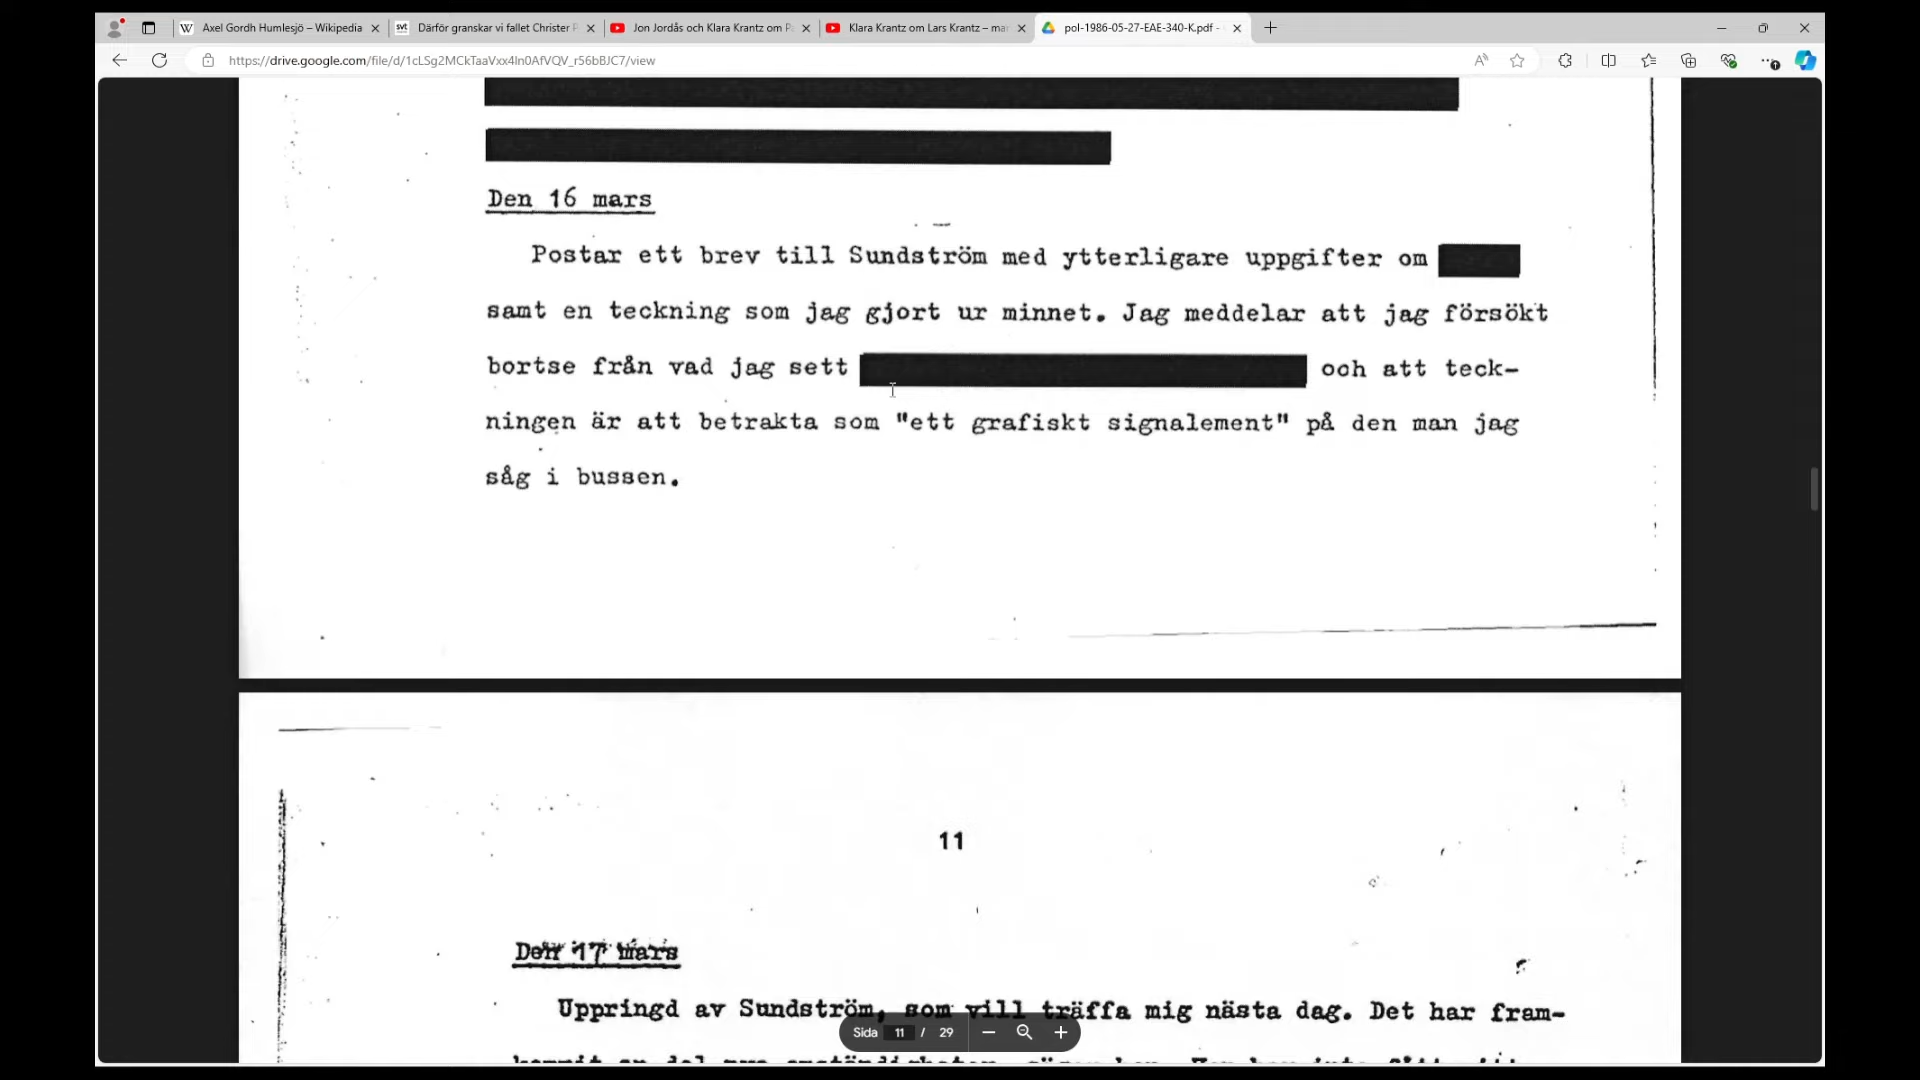 Axel Gordh Humlesjö – Wikipedia
Därför granskar vi fallet Christer
Jon Jordås och Klara Krantz om
Klara Krantz om Lars Krantz – ma
pol-1986-05-27-EAE-340-K.pdf -
https://drive.google.com/file/d/1cLSg2MCkTaaVxx4In0AfVQV_r56bBJC7/view
Den 16 mars
Postar ett brev till Sundström med ytterligare uppgifter om
samt en teckning som jag gjort ur minnet. Jag meddelar att jag försökt
bortse från vad jag sett och att teck-
ningen är att betrakta som "ett grafiskt signalement" på den man jag
såg i bussen.
11
Den 17 mars
Uppringd av Sundström, som vill träffa mig nästa dag. Det har fram-
Sida 11 / 29